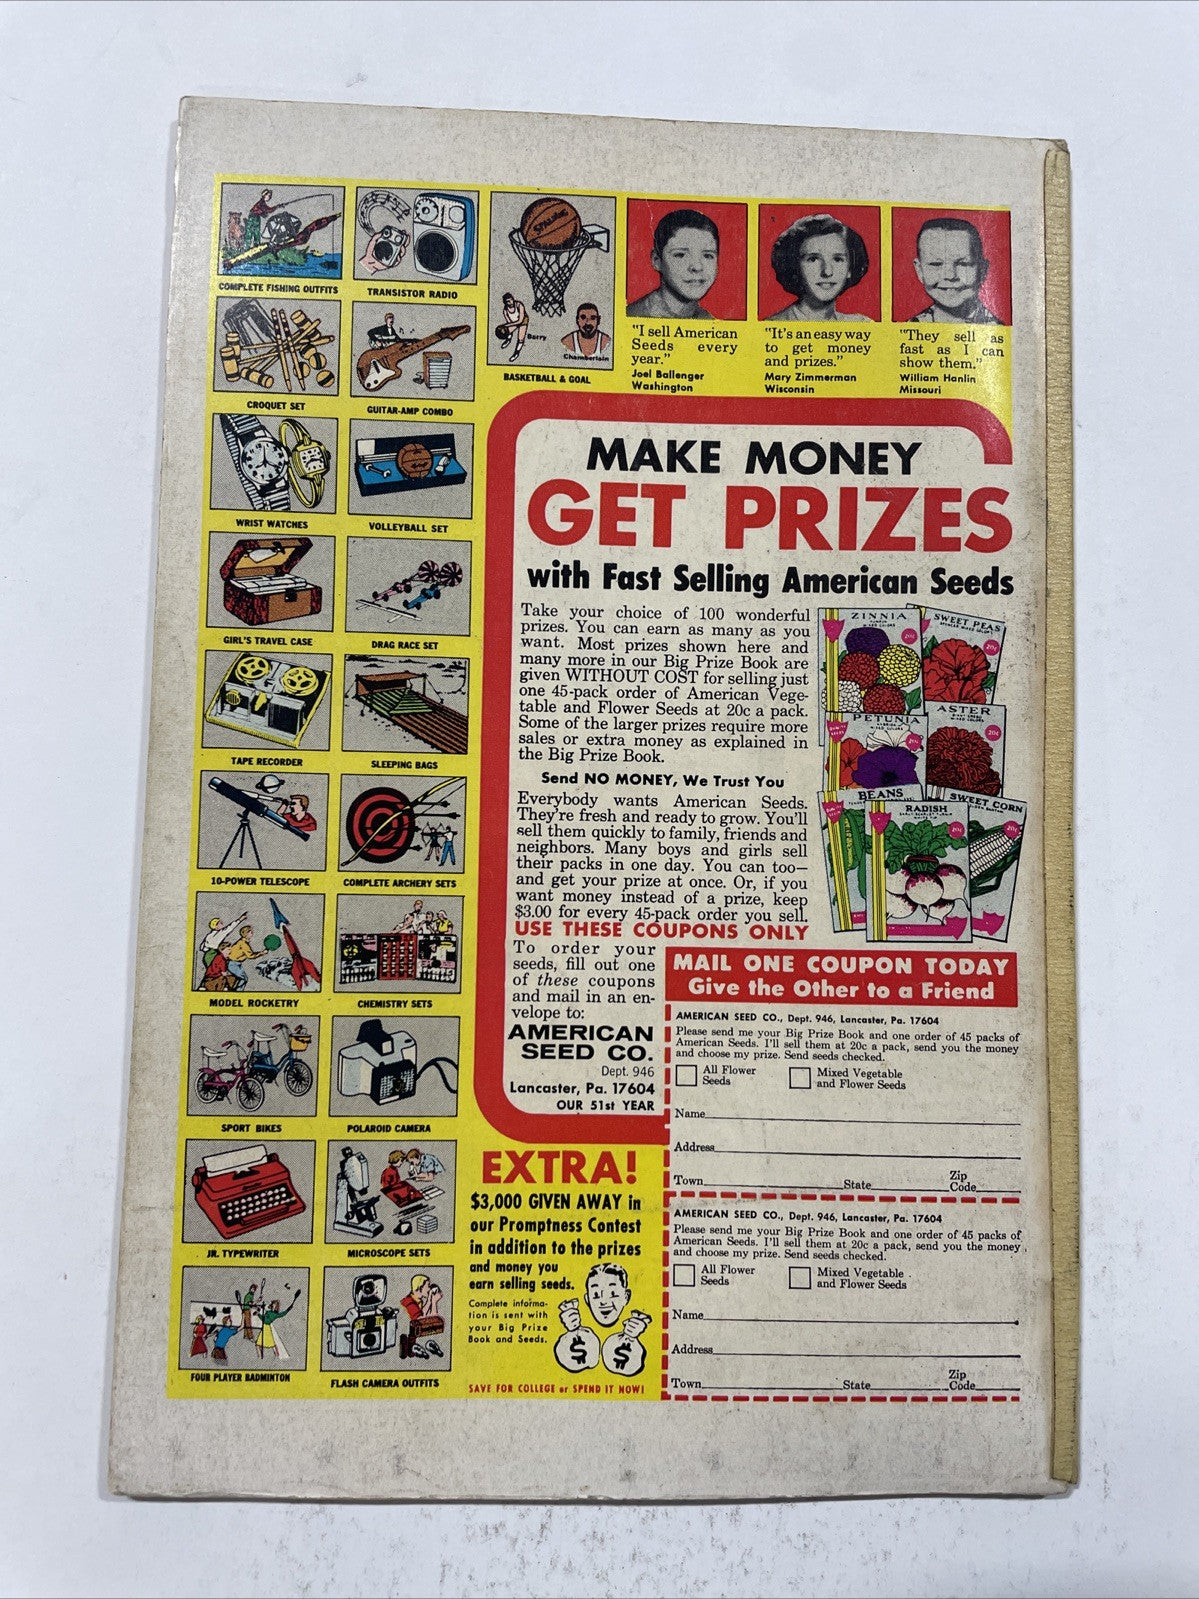 COMPLETE FISHING OUTFITS
TRANSISTOR RADIO
CROQUET SET
GUITAR-AMP COMBO
WRIST WATCHES
VOLLEYBALL SET
GIRL'S TRAVEL CASE
DRAG RACE SET
TAPE RECORDER
SLEEPING BAGS
10-POWER TELESCOPE
COMPLETE ARCHERY SETS
MODEL ROCKETRY
CHEMISTRY SETS
SPORT BIKES
POLAROID CAMERA
JR. TYPEWRITER
MICROSCOPE SETS
FOUR PLAYER BADMINTON
FLASH CAMERA OUTFITS
SPALDING
Barry
Chamberlain
BASKETBALL & GOAL
"I sell American
Seeds every
year."
Joel Ballenger
Washington
"It's an easy way
to get money
and prizes."
Mary Zimmerman
Wisconsin
"They sell as
fast as I can
show them."
William Hanlin
Missouri
MAKE MONEY
GET PRIZES
with Fast Selling American Seeds
Take your choice of 100 wonderful
prizes. You can earn as many as you
want. Most prizes shown here and
many more in our Big Prize Book are
given WITHOUT COST for selling just
one 45-pack order of American Vege-
table and Flower Seeds at 20c a pack.
Some of the larger prizes require more
sales or extra money as explained in
the Big Prize Book.
Send NO MONEY, We Trust You
Everybody wants American Seeds.
They're fresh and ready to grow. You'll
sell them quickly to family, friends and
neighbors. Many boys and girls sell
their packs in one day. You can too—
and get your prize at once. Or, if you
want money instead of a prize, keep
$3.00 for every 45-pack order you sell.
USE THESE COUPONS ONLY
ZINNIA
MIXED COLORS
20¢
SWEET PEAS
MIXED COLORS
20¢
PETUNIA
MIXED COLORS
20¢
ASTER
MIXED COLORS
20¢
BEANS
RADISH
20¢
SWEET CORN
20¢
To order your
seeds, fill out one
of these coupons
and mail in an en-
velope to:
AMERICAN
SEED CO.
Dept. 946
Lancaster, Pa. 17604
OUR 51st YEAR
MAIL ONE COUPON TODAY
Give the Other to a Friend
AMERICAN SEED CO., Dept. 946, Lancaster, Pa. 17604
Please send me your Big Prize Book and one order of 45 packs of
American Seeds. I'll sell them at 20c a pack, send you the money
and choose my prize. Send seeds checked.
All Flower
Seeds
Mixed Vegetable
and Flower Seeds
Name
Address
Town State Zip Code
AMERICAN SEED CO., Dept. 946, Lancaster, Pa. 17604
Please send me your Big Prize Book and one order of 45 packs of
American Seeds. I'll sell them at 20c a pack, send you the money
and choose my prize. Send seeds checked.
All Flower
Seeds
Mixed Vegetable
and Flower Seeds
Name
Address
Town State Zip Code
EXTRA!
$3,000 GIVEN AWAY in
our Promptness Contest
in addition to the prizes
and money you
earn selling seeds.
Complete informa-
tion is sent with
your Big Prize
Book and Seeds.
$ $
SAVE FOR COLLEGE or SPEND IT NOW!